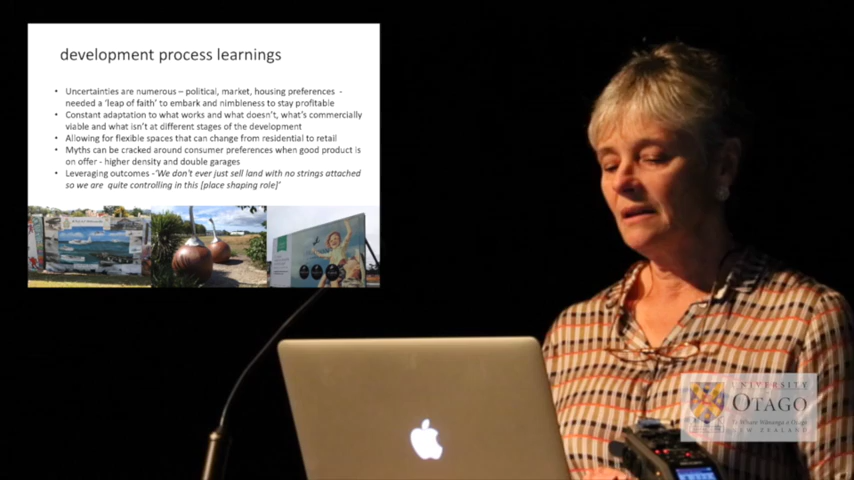 development process learnings
• Uncertainties are numerous – political, market, housing preferences -
needed a 'leap of faith' to embark and nimbleness to stay profitable
• Constant adaptation to what works and what doesn't, what's commercially
viable and what isn't at different stages of the development
• Allowing for flexible spaces that can change from residential to retail
• Myths can be cracked around consumer preferences when good product is
on offer - higher density and double garages
• Leveraging outcomes -'We don't ever just sell land with no strings attached
so we are quite controlling in this [place shaping role]'
UNIVERSITY
OTAGO
Te Whare Wānanga o Otāgo
NEW ZEALAND